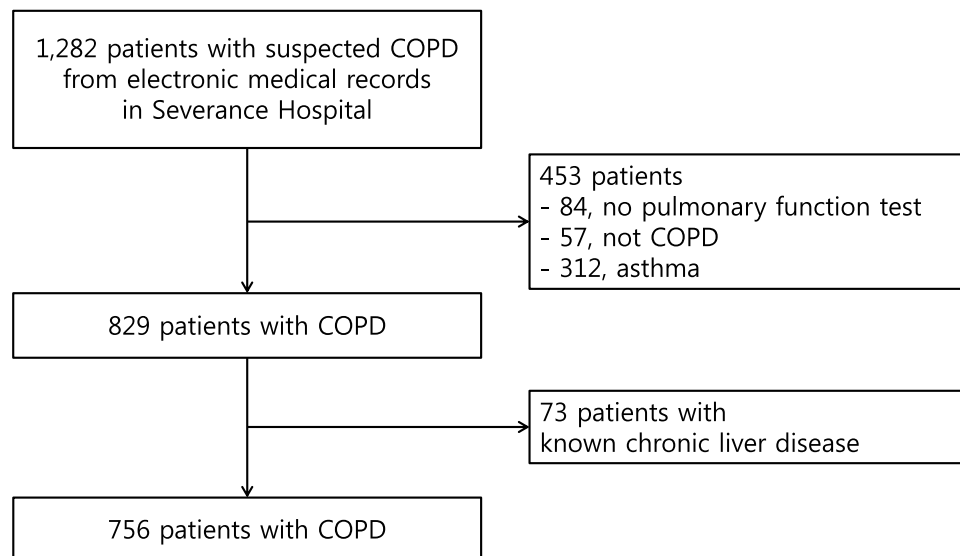 1,282 patients with suspected COPD
from electronic medical records
in Severance Hospital
453 patients
- 84, no pulmonary function test
- 57, not COPD
- 312, asthma
829 patients with COPD
73 patients with
known chronic liver disease
756 patients with COPD